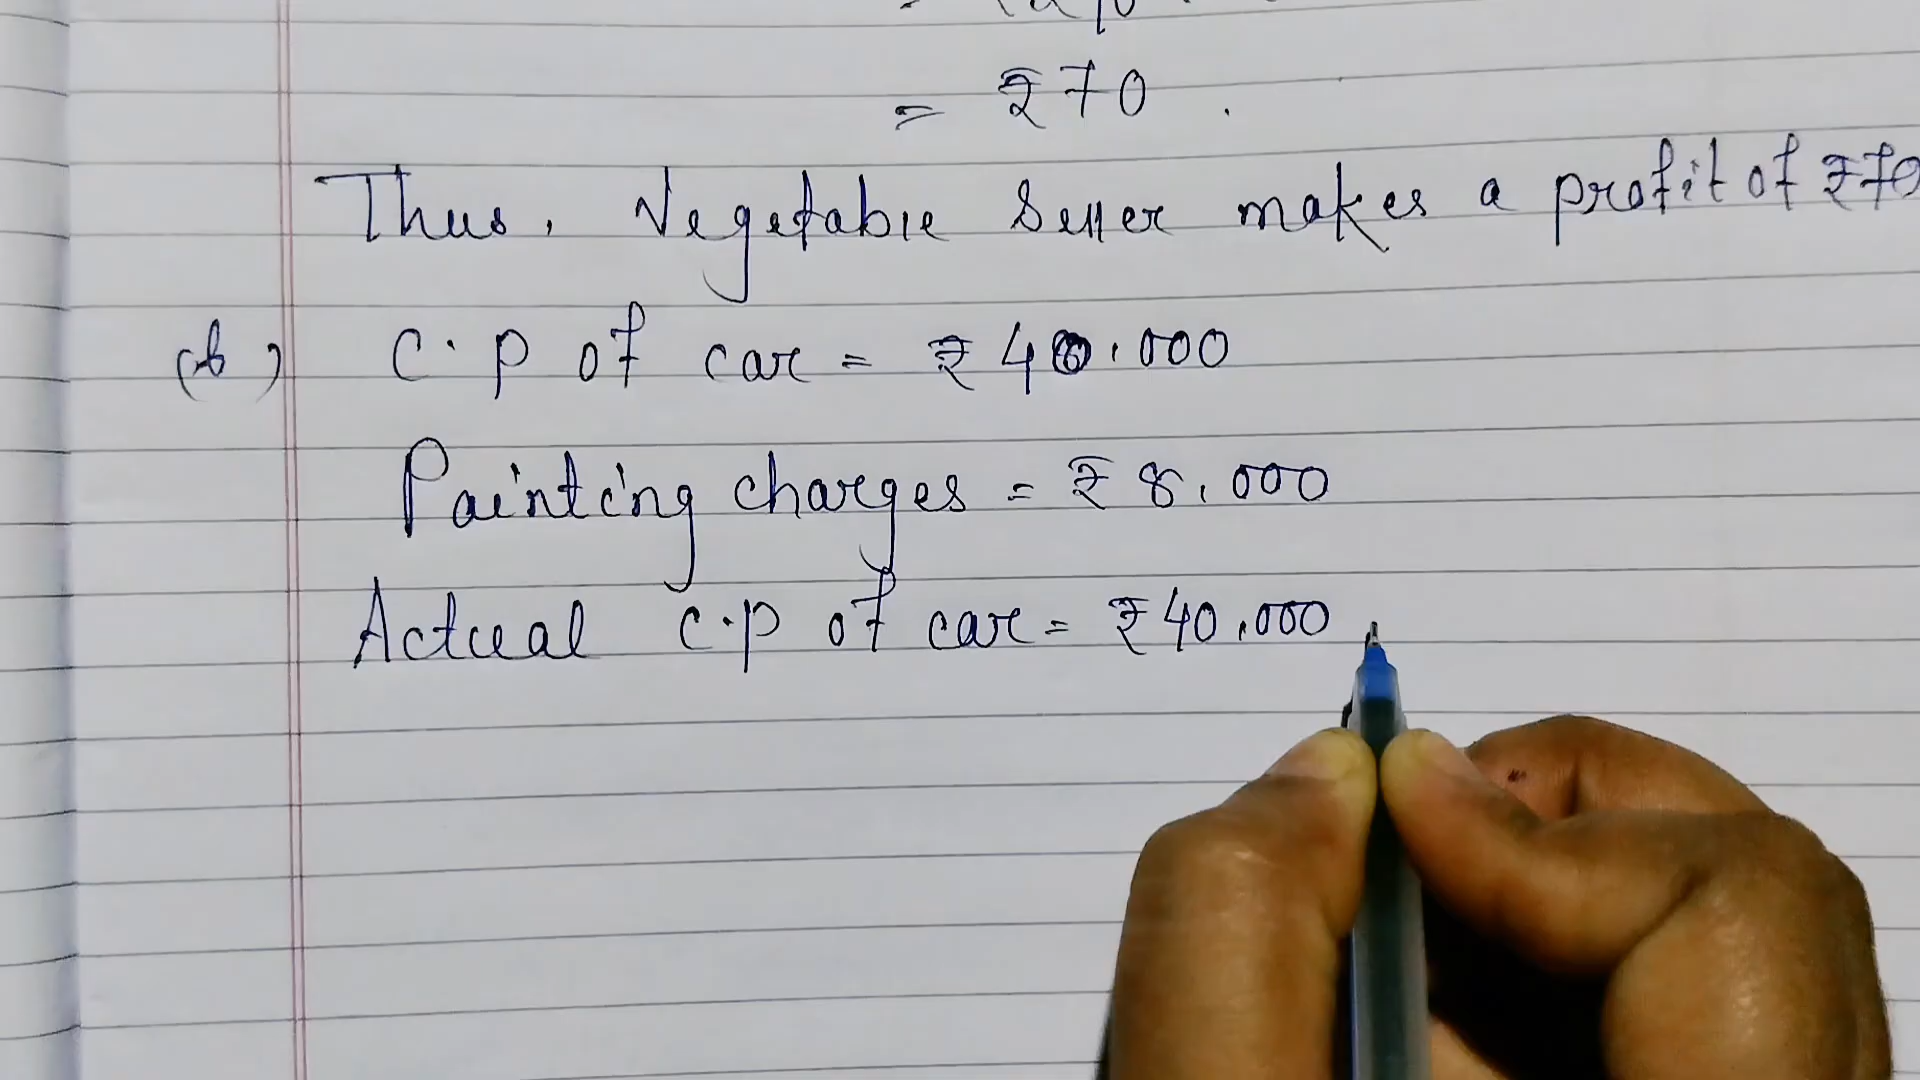 = ₹70
Thus, Vegetable Seller makes a profit of ₹70
(b) C.P of car = ₹40,000
Painting charges = ₹8,000
Actual C.P of car = ₹40,000